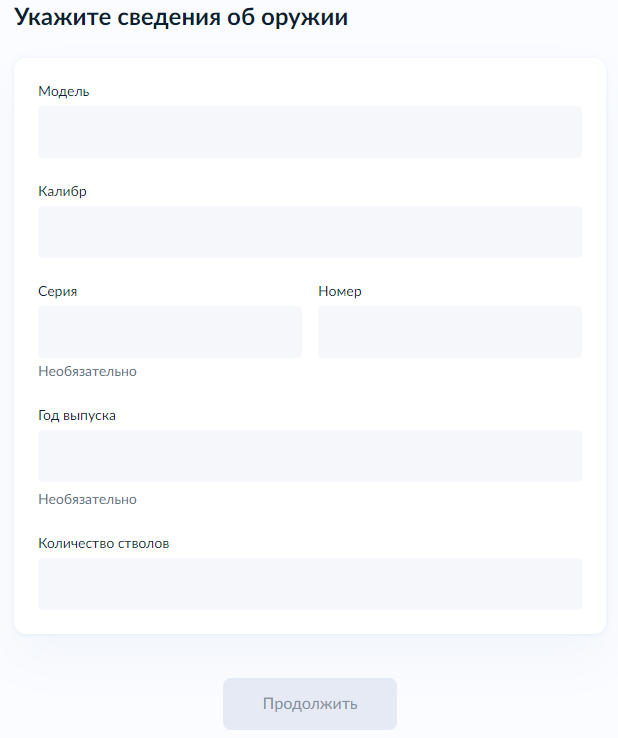 Укажите сведения об оружии
Модель
Калибр
Серия
Номер
Необязательно
Год выпуска
Необязательно
Количество стволов
Продолжить